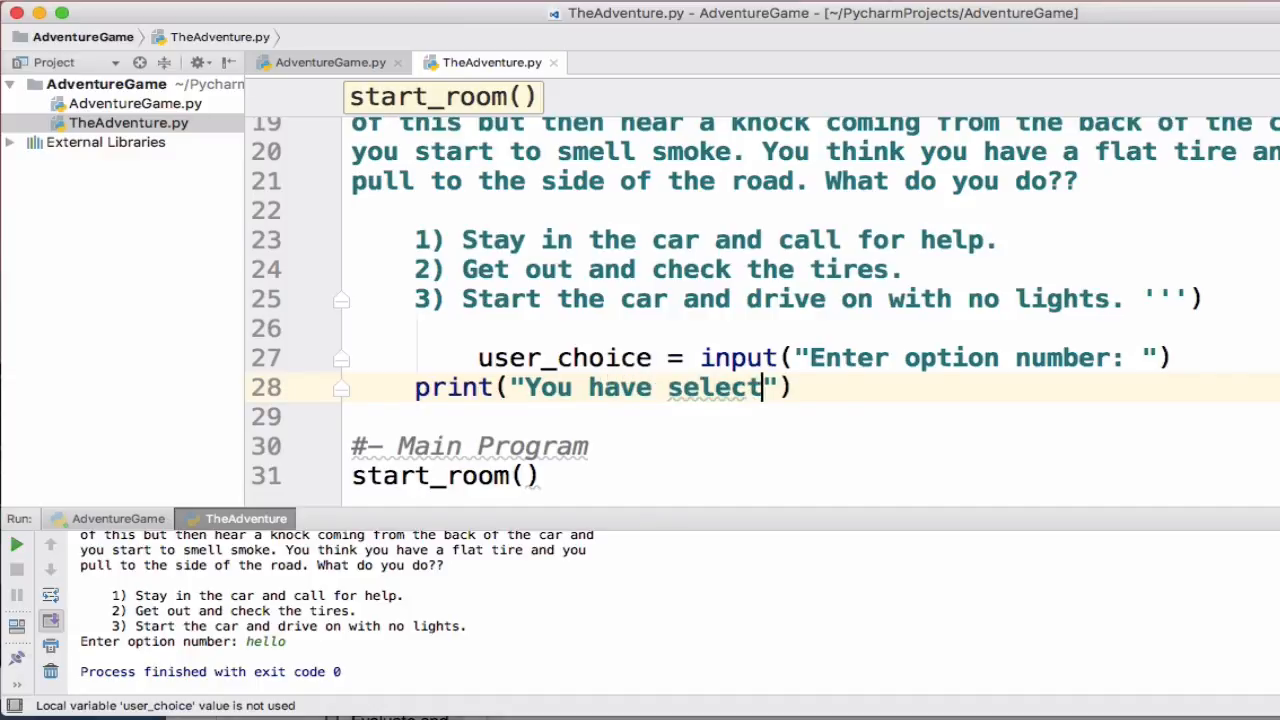 TheAdventure.py - AdventureGame - [~/PycharmProjects/AdventureGame]
AdventureGame TheAdventure.py
Project
AdventureGame.py TheAdventure.py
AdventureGame ~/Pycharm
AdventureGame.py
TheAdventure.py
External Libraries
start_room()
19 of this but then hear a knock coming from the back of the c
20 you start to smell smoke. You think you have a flat tire an
21 pull to the side of the road. What do you do??
22
23 1) Stay in the car and call for help.
24 2) Get out and check the tires.
25 3) Start the car and drive on with no lights. ''')
26
27 user_choice = input("Enter option number: ")
28 print("You have select")
29
30 #- Main Program
31 start_room()
Run: AdventureGame TheAdventure
of this but then hear a knock coming from the back of the car and
you start to smell smoke. You think you have a flat tire and you
pull to the side of the road. What do you do??
1) Stay in the car and call for help.
2) Get out and check the tires.
3) Start the car and drive on with no lights.
Enter option number: hello
Process finished with exit code 0
Local variable 'user_choice' value is not used